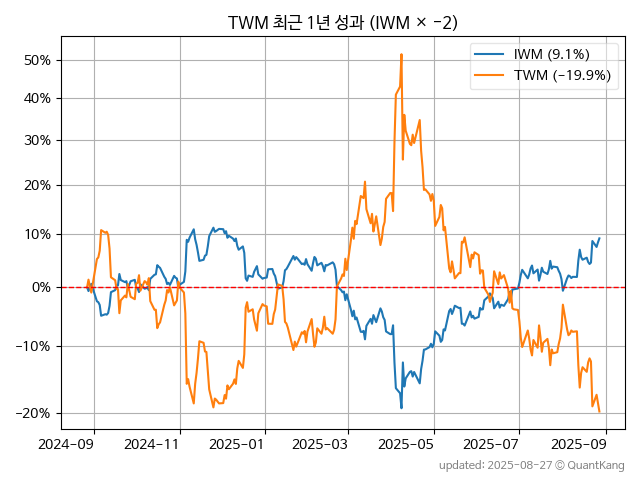 TWM 최근 1년 성과 (IWM × −2)
IWM (9.1%)
TWM (−19.9%)
50%
40%
30%
20%
10%
0%
−10%
−20%
2024-09 2024-11 2025-01 2025-03 2025-05 2025-07 2025-09
updated: 2025-08-27 © QuantKang